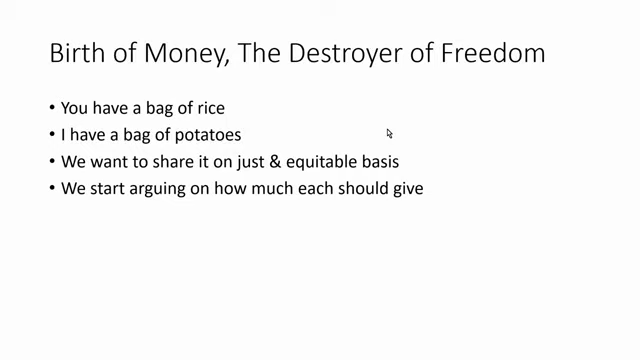 Birth of Money, The Destroyer of Freedom
• You have a bag of rice
• I have a bag of potatoes
• We want to share it on just & equitable basis
• We start arguing on how much each should give